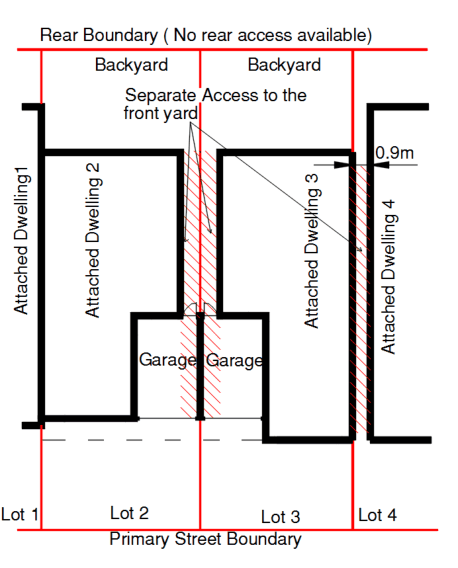 Rear Boundary ( No rear access available)
Backyard
Backyard
Separate Access to the
front yard
0.9m
Attached Dwelling1
Attached Dwelling 2
Attached Dwelling 3
Attached Dwelling 4
Garage
Garage
Lot 1
Lot 2
Lot 3
Lot 4
Primary Street Boundary